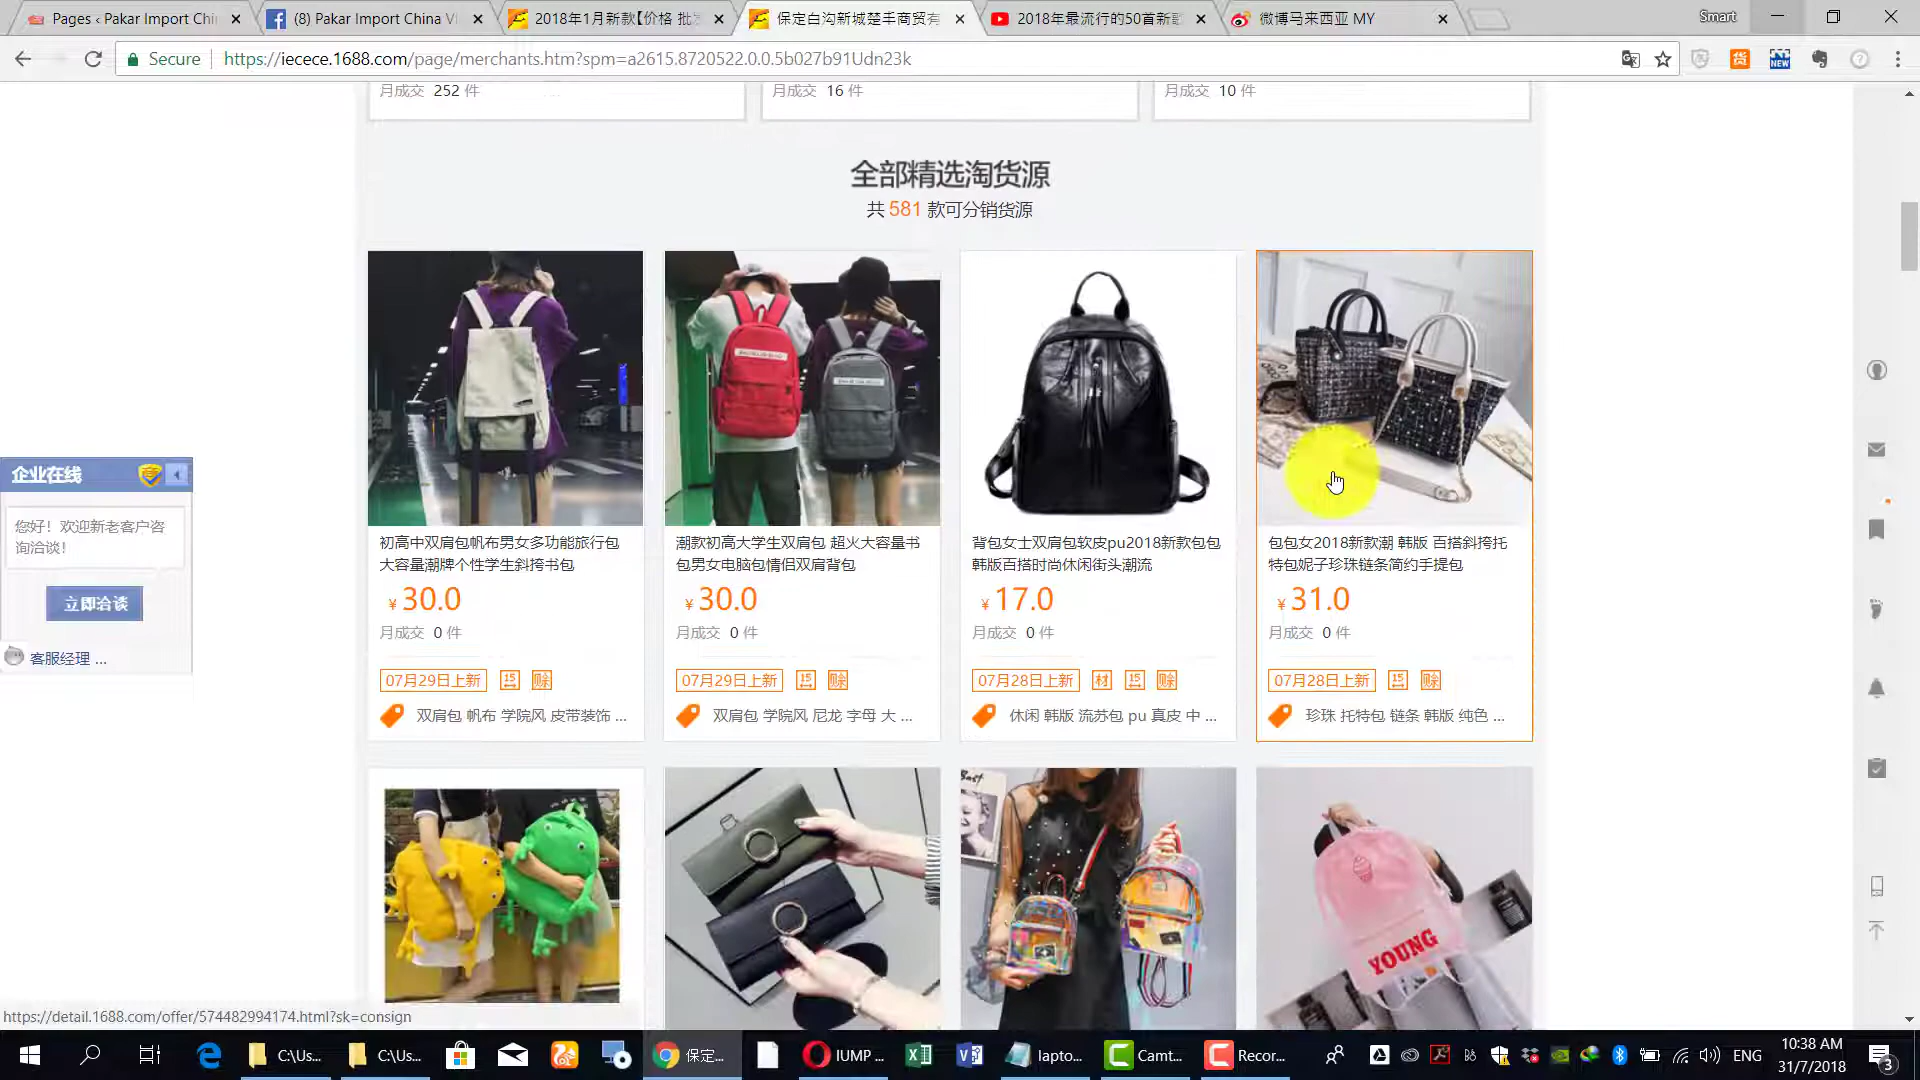 Pages ‹ Pakar Import Chi
(8) Pakar Import China VI
2018年1月新款【价格 批发
保定白沟新城楚手商贸有
2018年最流行的50首新歌
微博马来西亚 MY
Smart
Secure
https://iecece.1688.com/page/merchants.htm?spm=a2615.8720522.0.0.5b027b91Udn23k
货
NEW
月成交 252 件
月成交 16 件
月成交 10 件
全部精选淘货源
共 581 款可分销货源
初高中双肩包帆布男女多功能旅行包
大容量潮牌个性学生斜挎书包
¥ 30.0
月成交 0 件
07月29日上新 15 赊
双肩包 帆布 学院风 皮带装饰 ...
潮款初高大学生双肩包 超火大容量书
包男女电脑包情侣双肩背包
¥ 30.0
月成交 0 件
07月29日上新 15 赊
双肩包 学院风 尼龙 字母 大 ...
背包女士双肩包软皮pu2018新款包包
韩版百搭时尚休闲街头潮流
¥ 17.0
月成交 0 件
07月28日上新 材 15 赊
休闲 韩版 流苏包 pu 真皮 中 ...
包包女2018新款潮 韩版 百搭斜挎托
特包妮子珍珠链条简约手提包
¥ 31.0
月成交 0 件
07月28日上新 15 赊
珍珠 托特包 链条 韩版 纯色 ...
企业在线
您好！欢迎新老客户咨
询洽谈！
立即洽谈
客服经理 ...
YOUNG
https://detail.1688.com/offer/574482994174.html?sk=consign
C:\Us...
C:\Us...
保定...
IUMP ...
lapto...
Camt...
Recor...
ENG
10:38 AM
31/7/2018
3